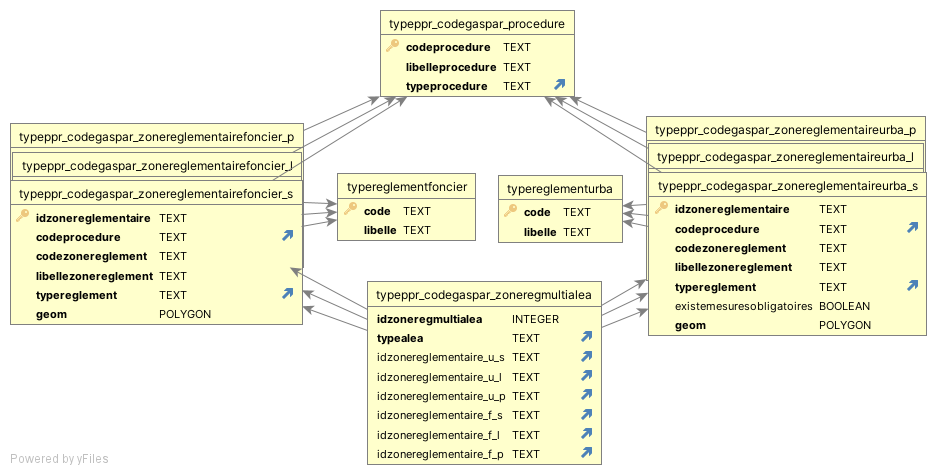 typeppr_codegaspar_procedure
codeprocedure TEXT
libelleprocedure TEXT
typeprocedure TEXT
typeppr_codegaspar_zonereglementairefoncier_p
typeppr_codegaspar_zonereglementairefoncier_l
typeppr_codegaspar_zonereglementairefoncier_s
idzonereglementaire TEXT
codeprocedure TEXT
codezonereglement TEXT
libellezonereglement TEXT
typereglement TEXT
geom POLYGON
typereglementfoncier
code TEXT
libelle TEXT
typereglementurba
code TEXT
libelle TEXT
typeppr_codegaspar_zonereglementaireurba_p
typeppr_codegaspar_zonereglementaireurba_l
typeppr_codegaspar_zonereglementaireurba_s
idzonereglementaire TEXT
codeprocedure TEXT
codezonereglement TEXT
libellezonereglement TEXT
typereglement TEXT
existemesuresobligatoires BOOLEAN
geom POLYGON
typeppr_codegaspar_zoneregmultialea
idzoneregmultialea INTEGER
typealea TEXT
idzonereglementaire_u_s TEXT
idzonereglementaire_u_l TEXT
idzonereglementaire_u_p TEXT
idzonereglementaire_f_s TEXT
idzonereglementaire_f_l TEXT
idzonereglementaire_f_p TEXT
Powered by yFiles